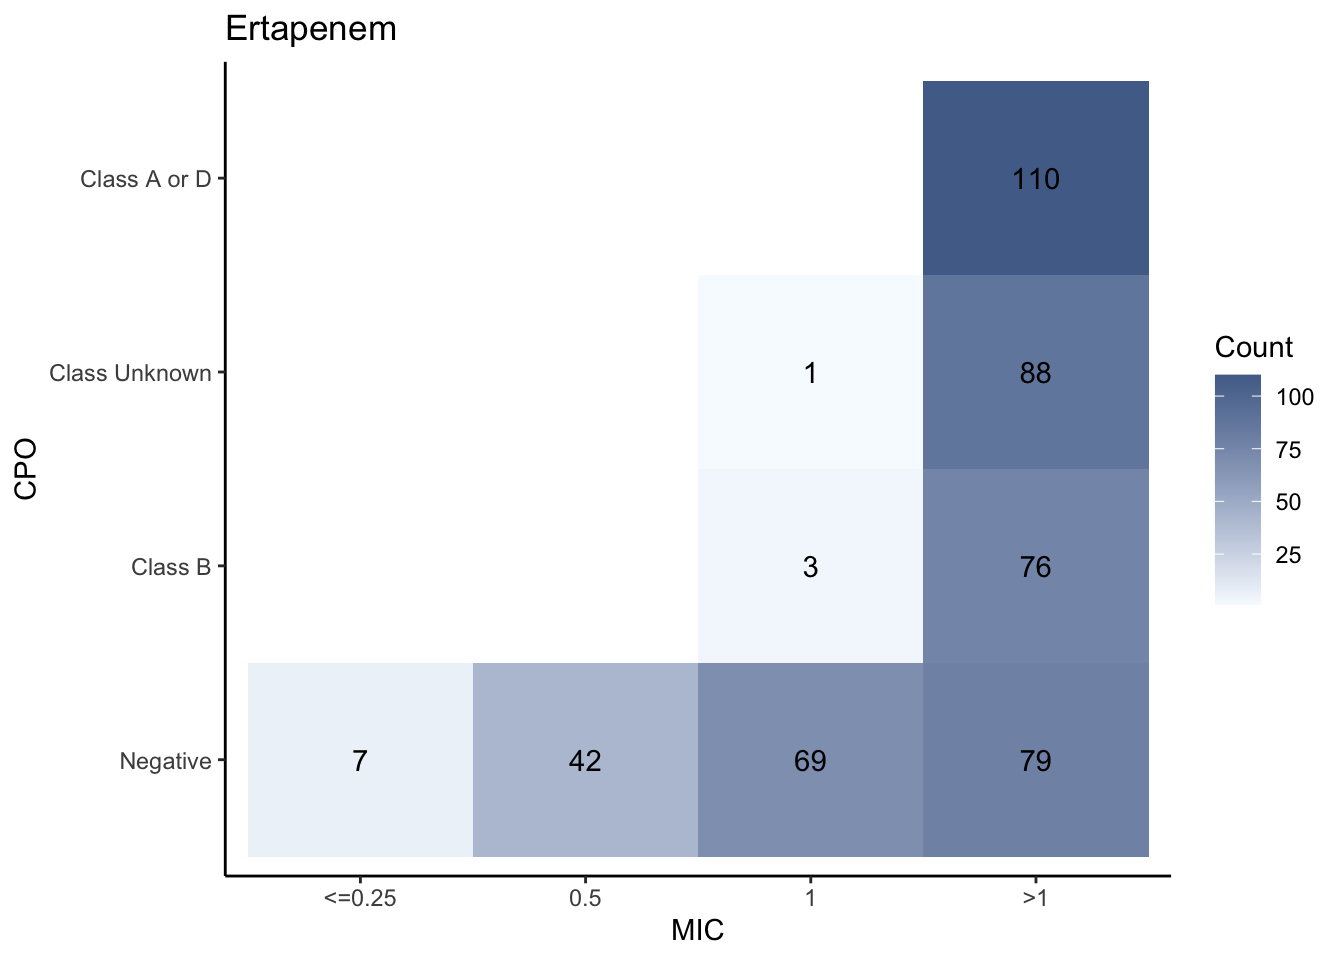 Ertapenem
Class A or D
110
Class Unknown
1 88
Class B
3 76
Negative
7 42 69 79
<=0.25 0.5 1 >1
MIC
CPO
Count
100
75
50
25